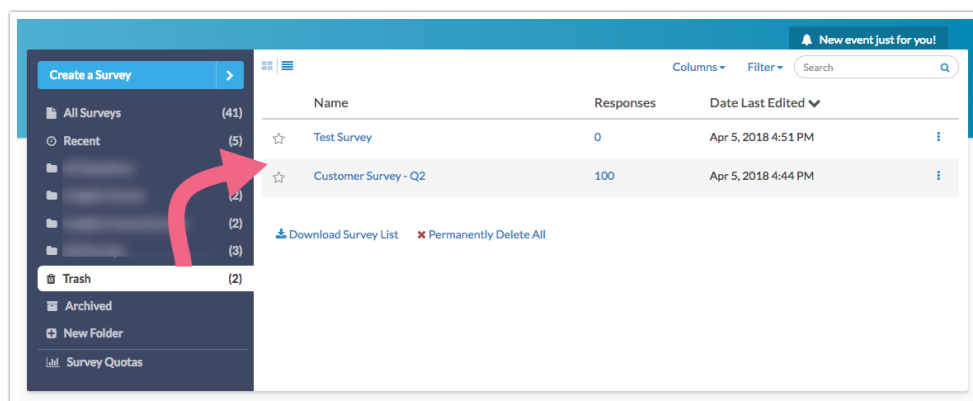 New event just for you!
Create a Survey
Columns Filter Search
Name Responses Date Last Edited
All Surveys (41)
Recent (5)
(2)
(2)
(3)
Trash (2)
Archived
New Folder
Survey Quotas
Test Survey 0 Apr 5, 2018 4:51 PM
Customer Survey - Q2 100 Apr 5, 2018 4:44 PM
Download Survey List Permanently Delete All